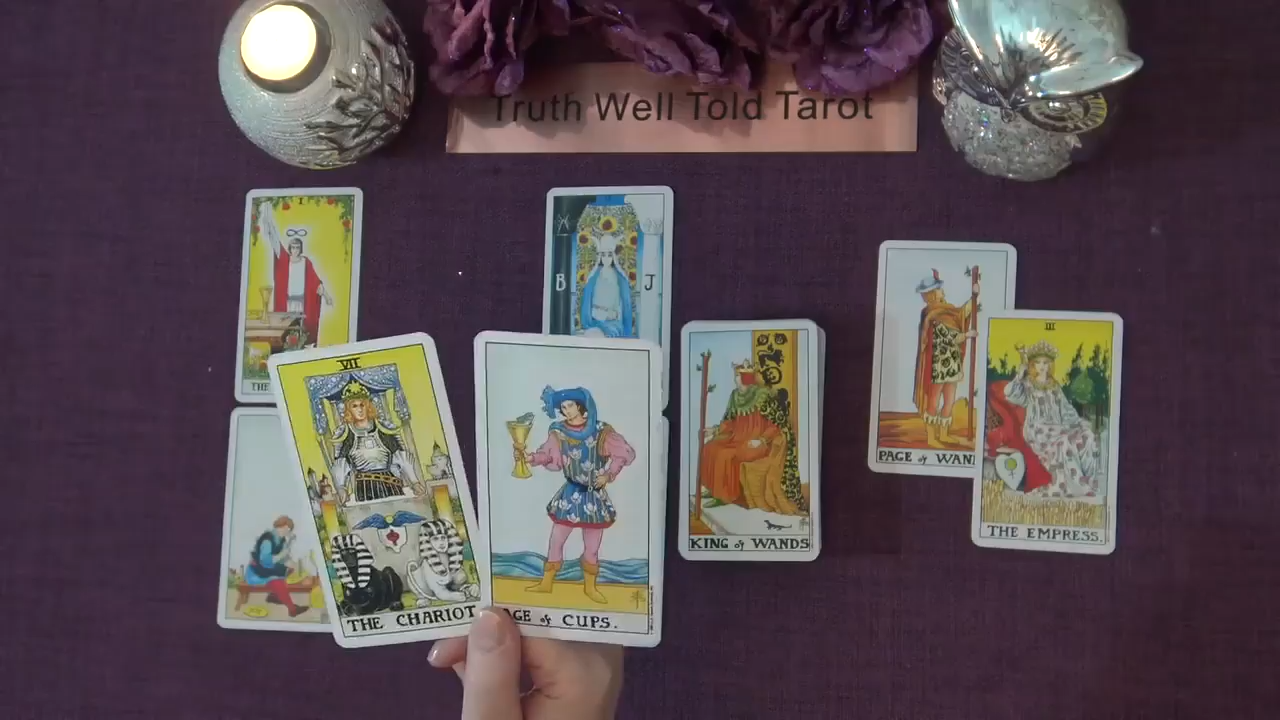 Truth Well Told Tarot
I
B J
VII
III
THE
PAGE of WAN
KING of WANDS
THE EMPRESS.
THE CHARIOT
AGE of CUPS.